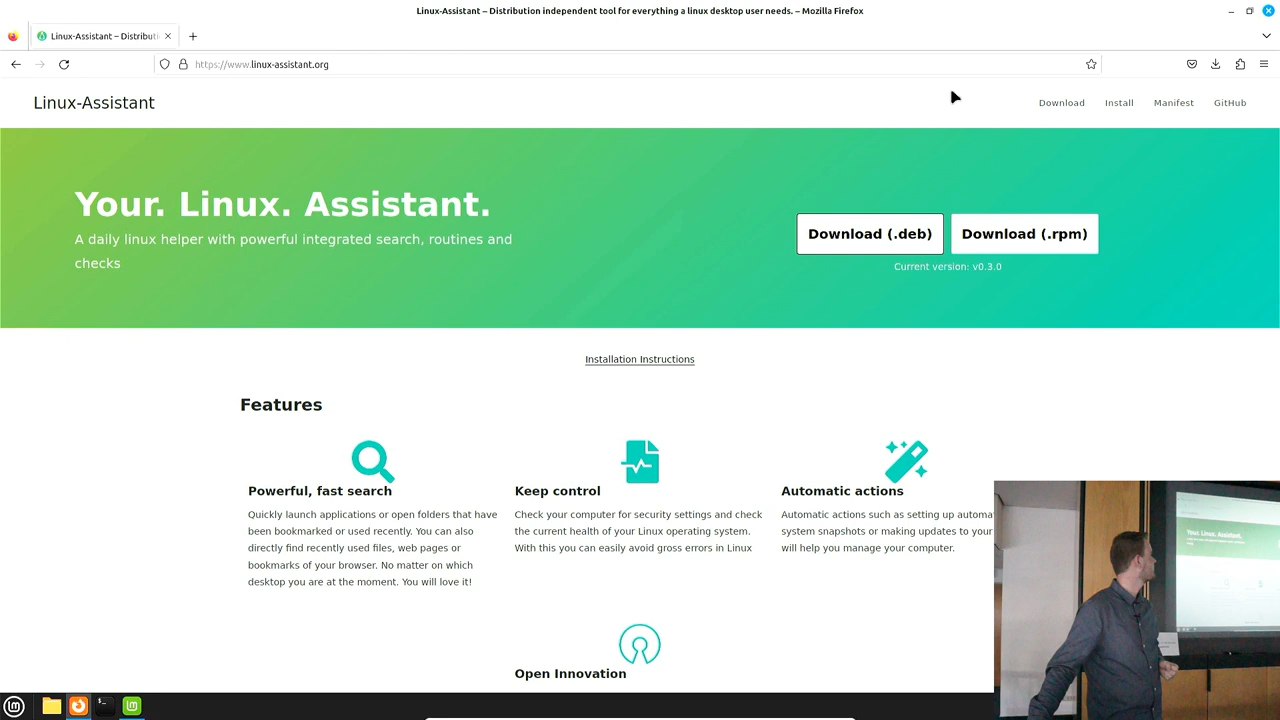 Linux-Assistant – Distribution independent tool for everything a linux desktop user needs. – Mozilla Firefox
Linux-Assistant – Distributi
https://www.linux-assistant.org
Linux-Assistant
Download
Install
Manifest
GitHub
Your. Linux. Assistant.
A daily linux helper with powerful integrated search, routines and
checks
Download (.deb)
Download (.rpm)
Current version: v0.3.0
Installation Instructions
Features
Powerful, fast search
Quickly launch applications or open folders that have
been bookmarked or used recently. You can also
directly find recently used files, web pages or
bookmarks of your browser. No matter on which
desktop you are at the moment. You will love it!
Keep control
Check your computer for security settings and check
the current health of your Linux operating system.
With this you can easily avoid gross errors in Linux
Automatic actions
Automatic actions such as setting up automa
system snapshots or making updates to your
will help you manage your computer.
Open Innovation
Your. Linux. Assistant.